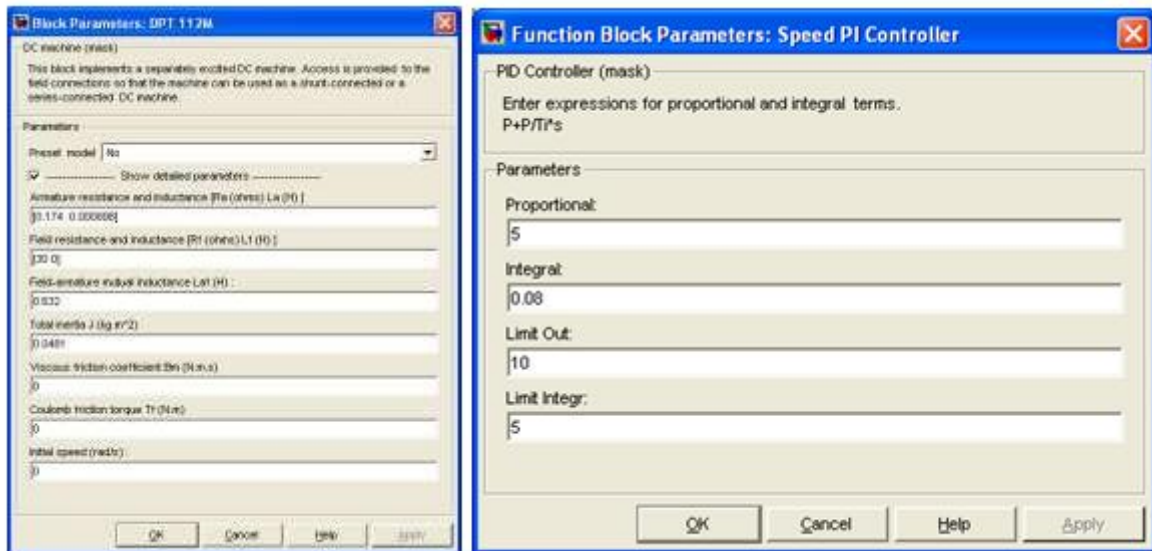 Block Parameters: DPT 112M
DC machine (mask)
This block implements a separately excited DC machine. Access is provided to the
field connections so that the machine can be used as a shunt-connected or a
series-connected DC machine.
Parameters
Preset model: No
Show detailed parameters
Armature resistance and inductance [Ra (ohms) La (H) ]
[0.174
Field resistance and inductance [Rf (ohms) Lf (H) ]
[30 0]
Field-armature mutual inductance Laf (H) :
Total inertia J (kg.m^2)
0.0481
Viscous friction coefficient Bm (N.m.s)
0
Coulomb friction torque Tf (N.m)
0
Initial speed (rad/s) :
0
OK Cancel Help Apply
Function Block Parameters: Speed PI Controller
PID Controller (mask)
Enter expressions for proportional and integral terms.
P+P/Ti*s
Parameters
Proportional:
5
Integral:
0.08
Limit Out:
10
Limit Integr:
5
OK Cancel Help Apply